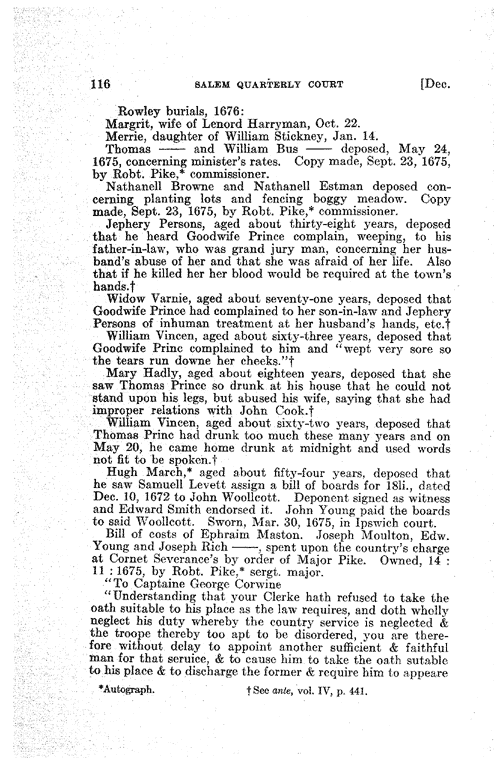 116 SALEM QUARTERLY COURT [Dec.
Rowley burials, 1676:
Margrit, wife of Lenord Harryman, Oct. 22.
Merrie, daughter of William Stickney, Jan. 14.
Thomas —— and William Bus —— deposed, May 24,
1675, concerning minister's rates. Copy made, Sept. 23, 1675,
by Robt. Pike,* commissioner.
Nathanell Browne and Nathanell Estman deposed con-
cerning planting lots and fencing boggy meadow. Copy
made, Sept. 23, 1675, by Robt. Pike,* commissioner.
Jephery Persons, aged about thirty-eight years, deposed
that he heard Goodwife Prince complain, weeping, to his
father-in-law, who was grand jury man, concerning her hus-
band's abuse of her and that she was afraid of her life. Also
that if he killed her her blood would be required at the town's
hands.†
Widow Varnie, aged about seventy-one years, deposed that
Goodwife Prince had complained to her son-in-law and Jephery
Persons of inhuman treatment at her husband's hands, etc.†
William Vincen, aged about sixty-three years, deposed that
Goodwife Princ complained to him and "wept very sore so
the tears run downe her cheeks."†
Mary Hadly, aged about eighteen years, deposed that she
saw Thomas Prince so drunk at his house that he could not
stand upon his legs, but abused his wife, saying that she had
improper relations with John Cook.†
William Vincen, aged about sixty-two years, deposed that
Thomas Princ had drunk too much these many years and on
May 20, he came home drunk at midnight and used words
not fit to be spoken.†
Hugh March,* aged about fifty-four years, deposed that
he saw Samuell Levett assign a bill of boards for 18li., dated
Dec. 10, 1672 to John Woollcott. Deponent signed as witness
and Edward Smith endorsed it. John Young paid the boards
to said Woollcott. Sworn, Mar. 30, 1675, in Ipswich court.
Bill of costs of Ephraim Maston. Joseph Moulton, Edw.
Young and Joseph Rich ——, spent upon the country's charge
at Cornet Severance's by order of Major Pike. Owned, 14 :
11 : 1675, by Robt. Pike,* sergt. major.
"To Captaine George Corwine
"Understanding that your Clerke hath refused to take the
oath suitable to his place as the law requires, and doth wholly
neglect his duty whereby the country service is neglected &
the troope thereby too apt to be disordered, you are there-
fore without delay to appoint another sufficient & faithful
man for that seruice, & to cause him to take the oath sutable
to his place & to discharge the former & require him to appeare
*Autograph. † See ante, vol. IV, p. 441.